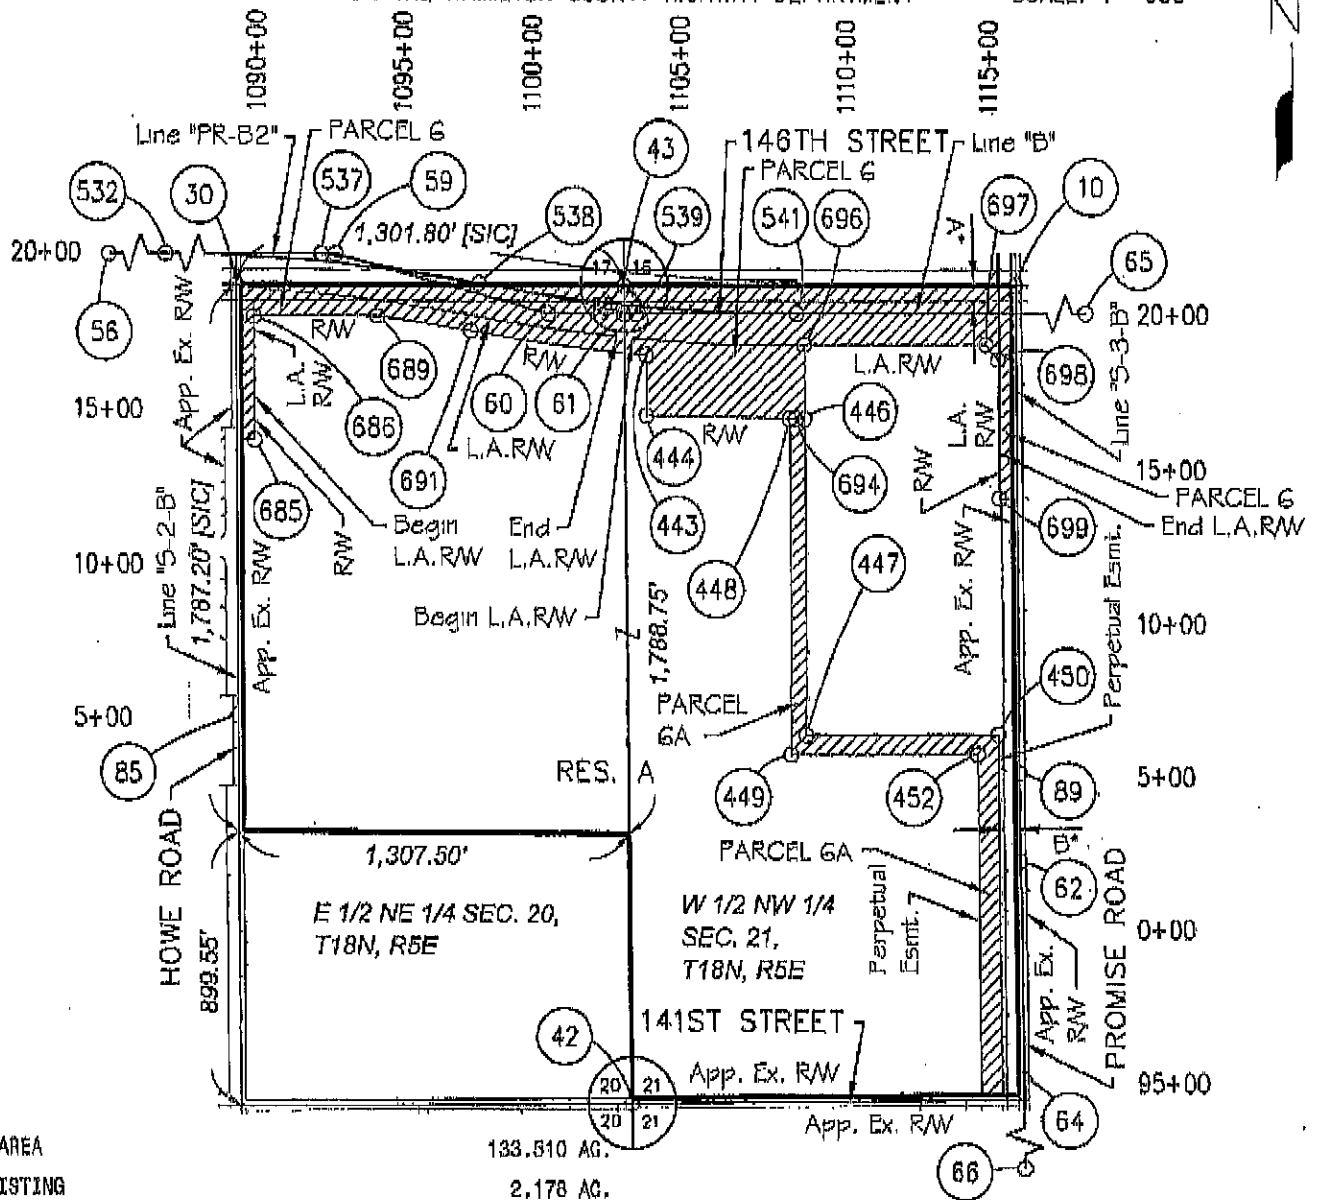 1090+00
1095+00
1100+00
1105+00
1110+00
1115+00
Line "PR-B2"
PARCEL 6
43
146TH STREET
Line "B"
PARCEL 6
532
30
537
59
538
539
541
696
697
10
A*
20+00
1,301.80' [SIC]
17 16
65
20+00
56
App. Ex. R/W
R/W
L.A. R/W
689
R/W
60
61
L.A.R/W
698
Line "S-3-B"
15+00
686
L.A.R/W
691
444
R/W
446
694
L.A. R/W
R/W
15+00
PARCEL 6
End L.A.R/W
685
Begin L.A.R/W
End L.A.R/W
443
699
R/W
10+00
Line "S-2-B"
1,787.20' [SIC]
App. Ex. R/W
448
447
App. Ex. R/W
Perpetual Esmt.
10+00
Begin L.A.R/W
1,788.75'
450
PARCEL 6A
5+00
85
RES. A
449
452
89
5+00
HOWE ROAD
1,307.50'
PARCEL 6A
B*
62
E 1/2 NE 1/4 SEC. 20,
T18N, R5E
W 1/2 NW 1/4
SEC. 21,
T18N, R5E
Perpetual Esmt.
0+00
899.55'
App. Ex. R/W
PROMISE ROAD
42
141ST STREET
App. Ex. R/W
95+00
20 21
20 21
App. Ex. R/W
64
66
AREA
133.510 AC.
ISTING
2.178 AC.